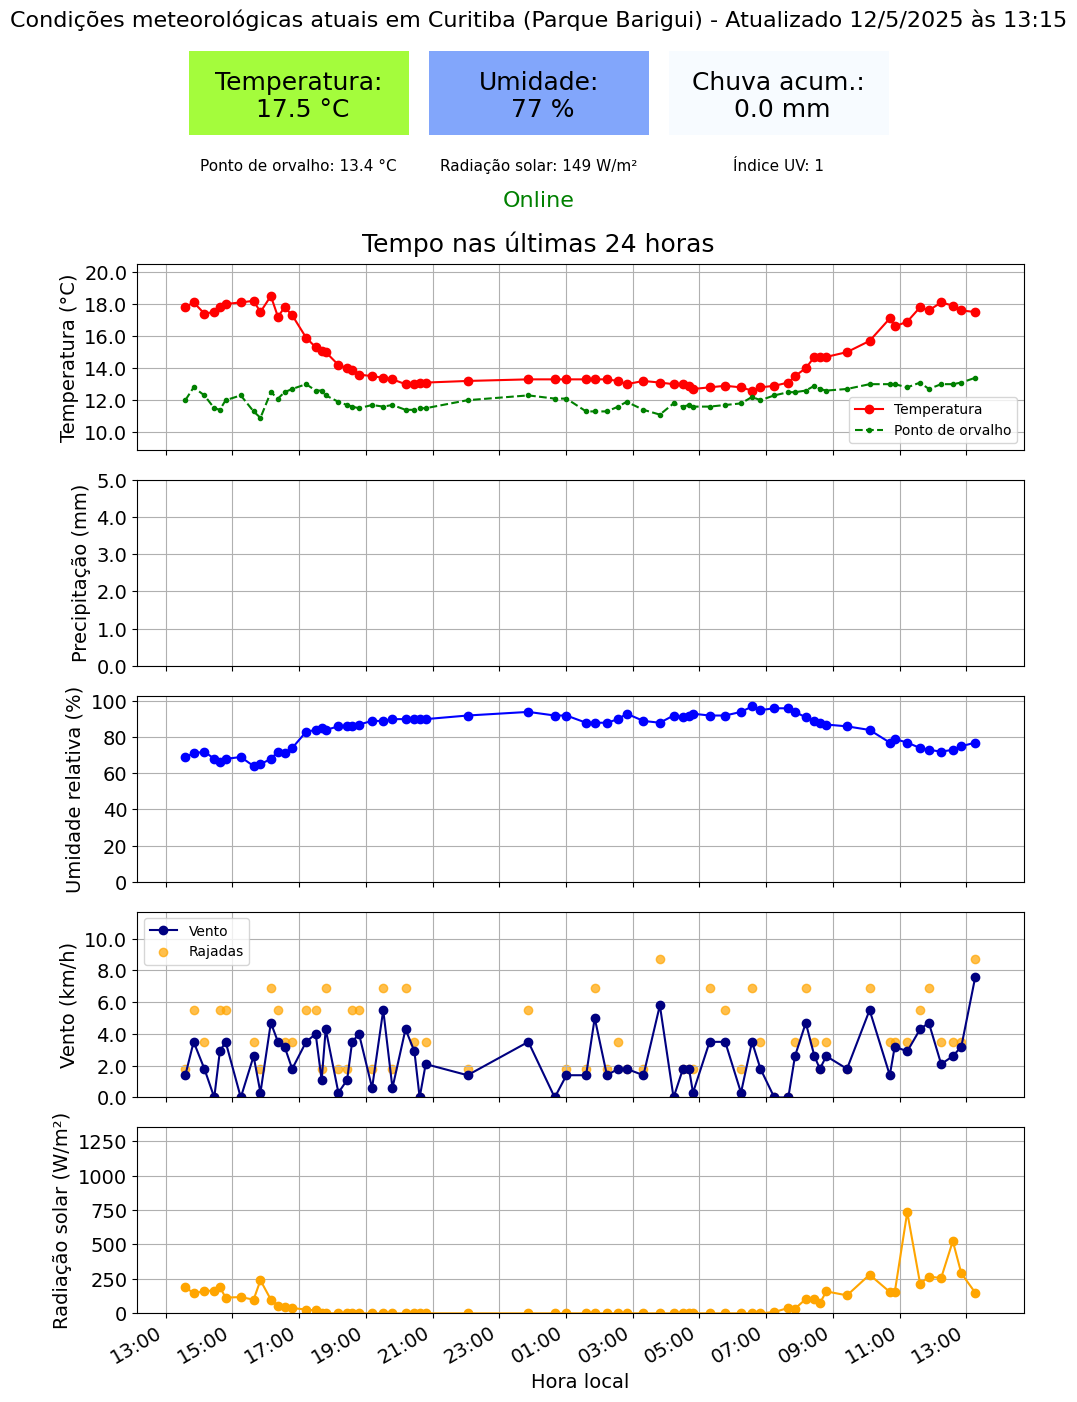 Condições meteorológicas atuais em Curitiba (Parque Barigui) - Atualizado 12/5/2025 às 13:15
Temperatura:
17.5 °C
Umidade:
77 %
Chuva acum.:
0.0 mm
Ponto de orvalho: 13.4 °C
Radiação solar: 149 W/m²
Índice UV: 1
Online
Tempo nas últimas 24 horas
Temperatura (°C)
20.0
18.0
16.0
14.0
12.0
10.0
Temperatura
Ponto de orvalho
Precipitação (mm)
5.0
4.0
3.0
2.0
1.0
0.0
Umidade relativa (%)
100
80
60
40
20
0
Vento (km/h)
10.0
8.0
6.0
4.0
2.0
0.0
Vento
Rajadas
Radiação solar (W/m²)
1250
1000
750
500
250
0
13:00
15:00
17:00
19:00
21:00
23:00
01:00
03:00
05:00
07:00
09:00
11:00
13:00
Hora local